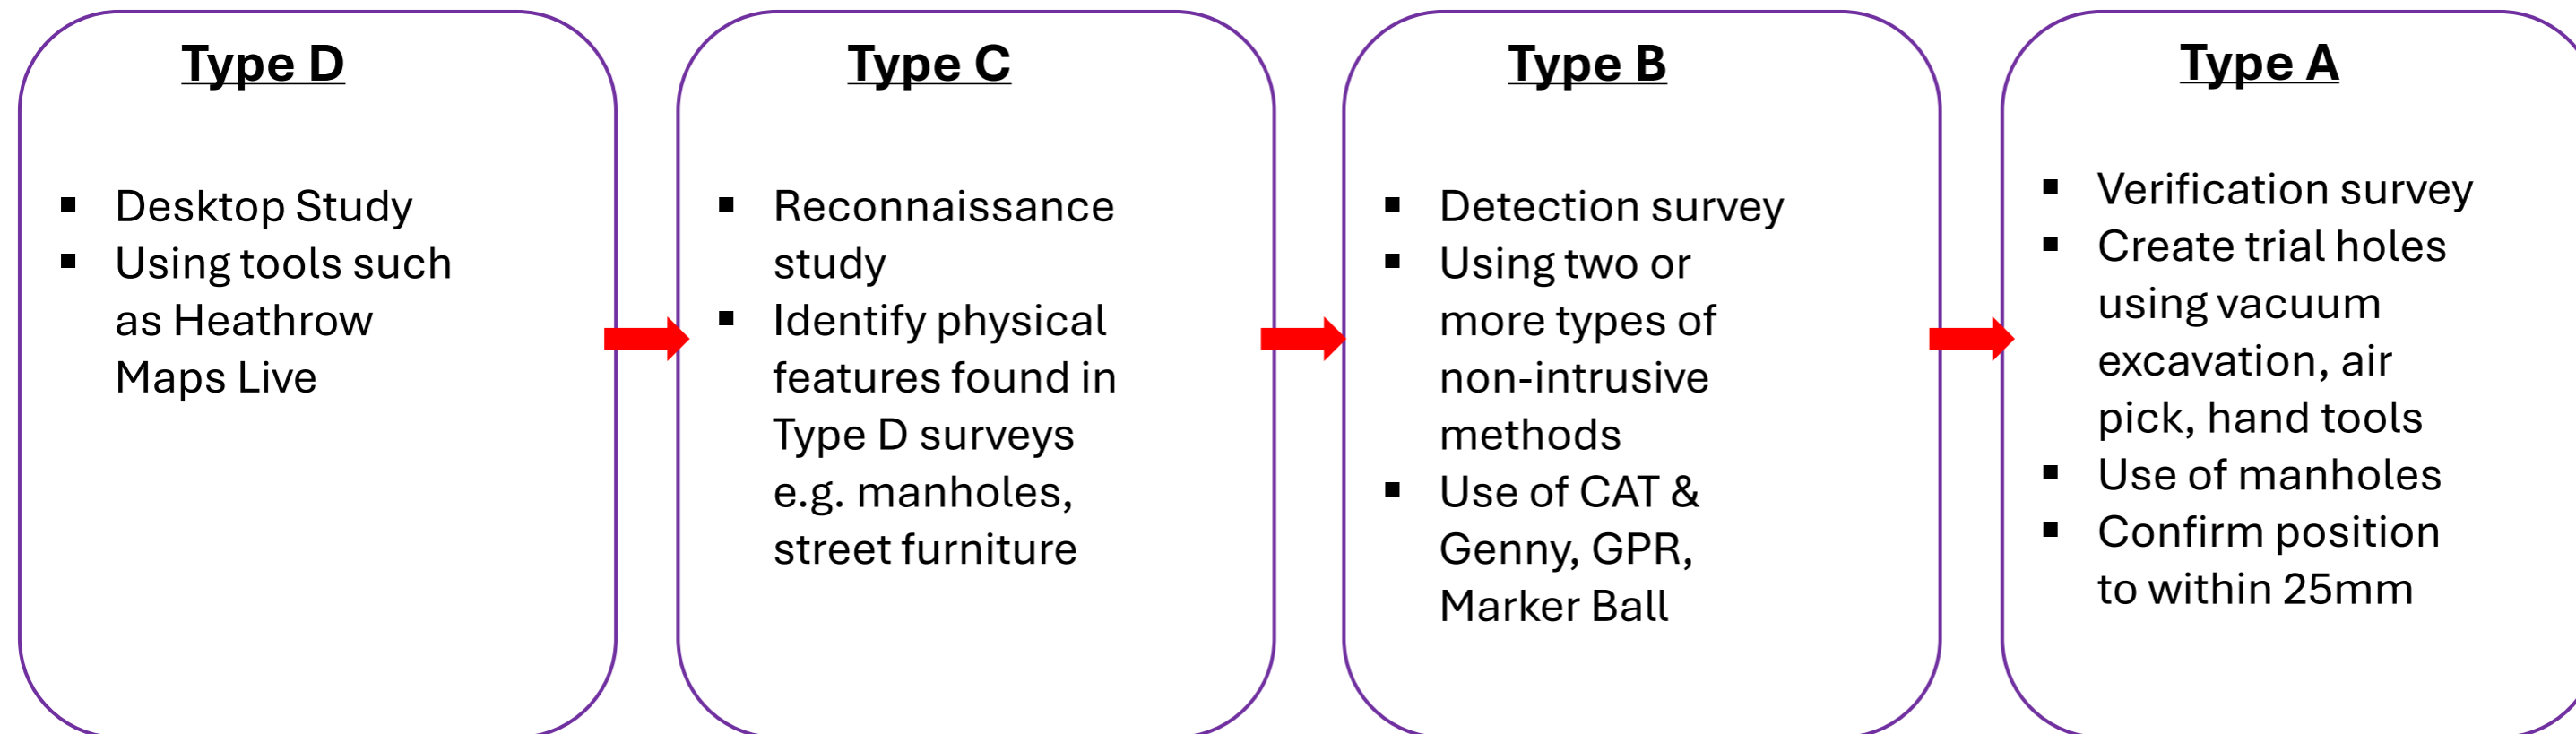 Type D
▪ Desktop Study
▪ Using tools such
as Heathrow
Maps Live
Type C
▪ Reconnaissance
study
▪ Identify physical
features found in
Type D surveys
e.g. manholes,
street furniture
Type B
▪ Detection survey
▪ Using two or
more types of
non-intrusive
methods
▪ Use of CAT &
Genny, GPR,
Marker Ball
Type A
▪ Verification survey
▪ Create trial holes
using vacuum
excavation, air
pick, hand tools
▪ Use of manholes
▪ Confirm position
to within 25mm